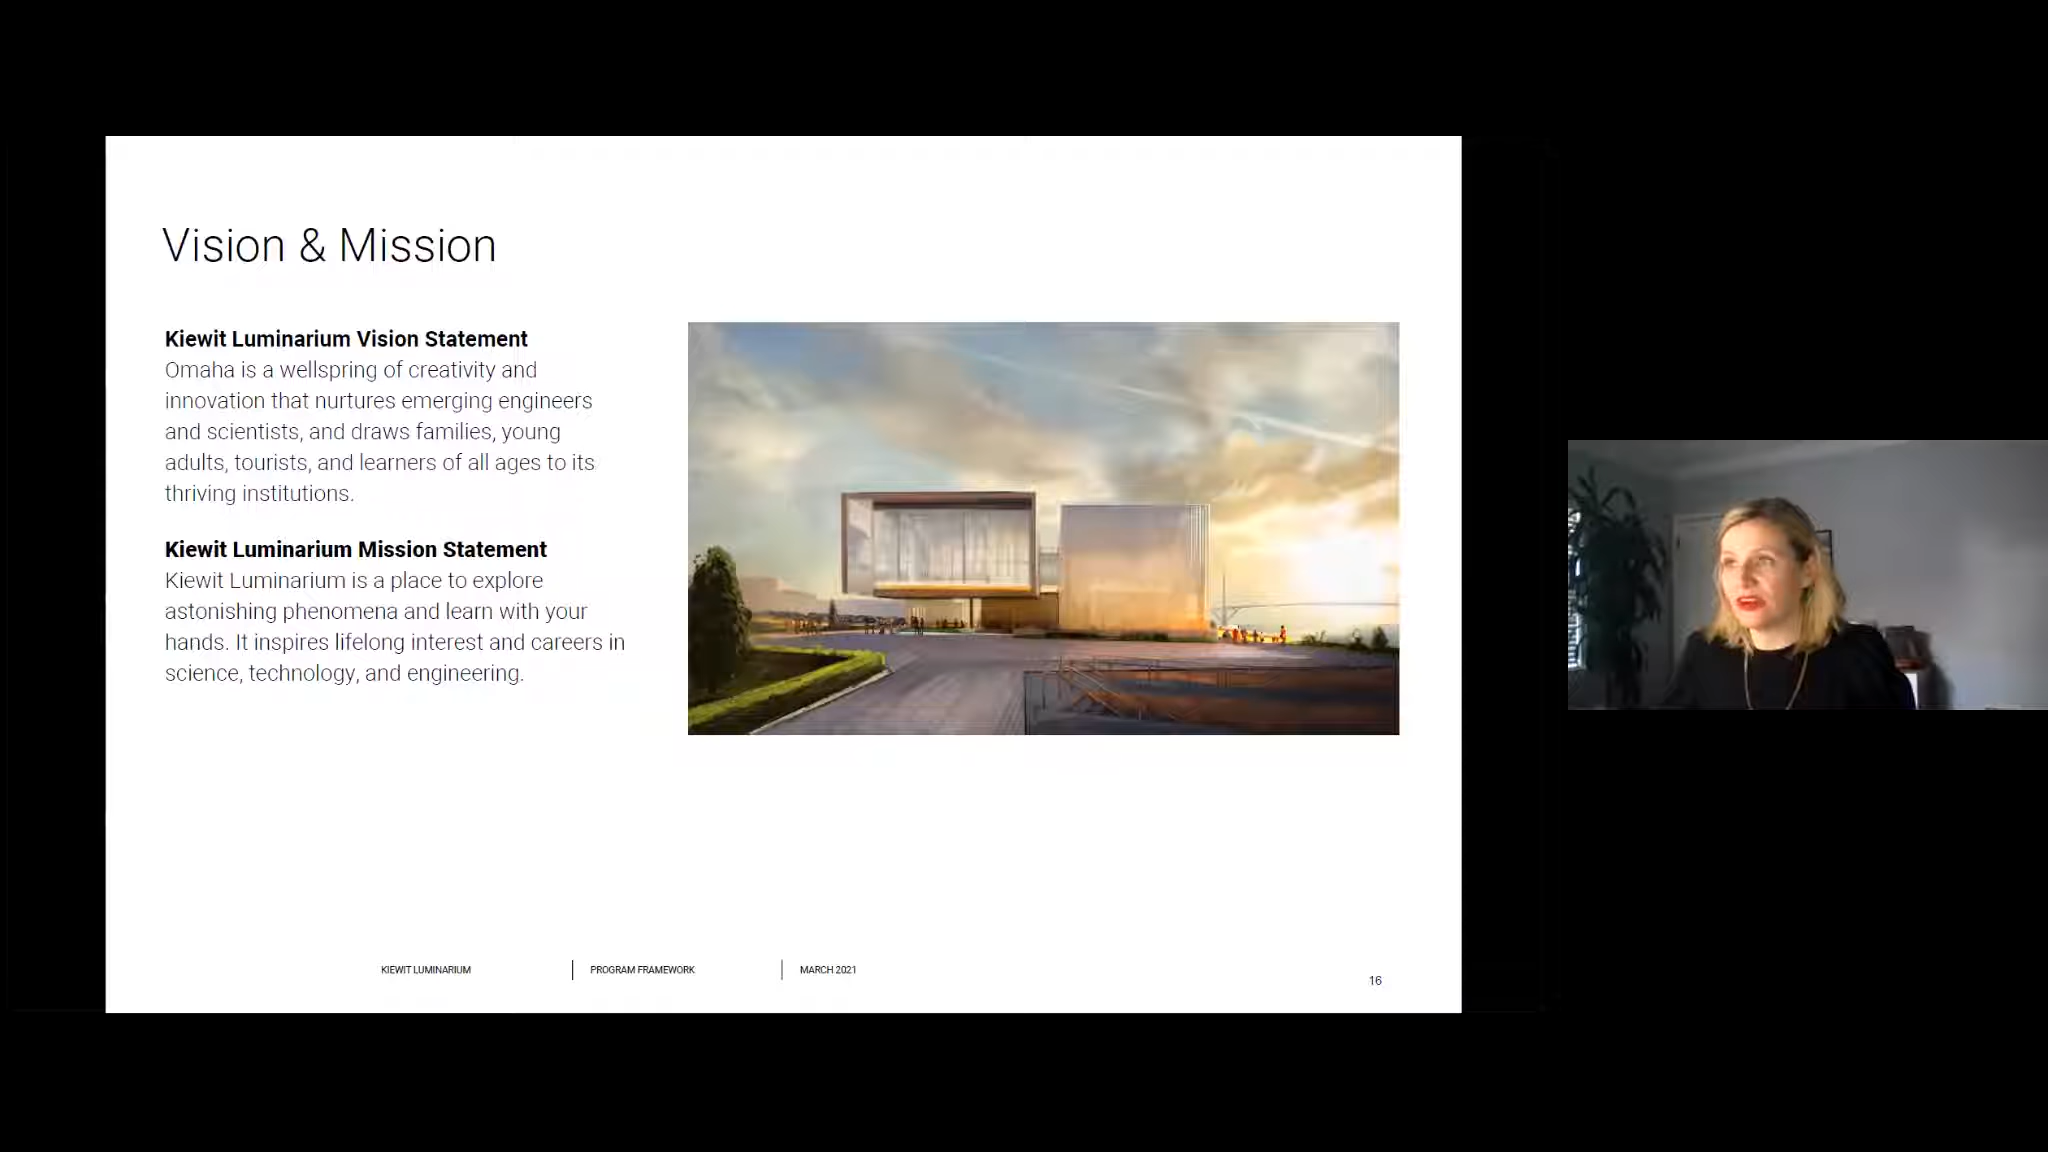 Vision & Mission
Kiewit Luminarium Vision Statement
Omaha is a wellspring of creativity and
innovation that nurtures emerging engineers
and scientists, and draws families, young
adults, tourists, and learners of all ages to its
thriving institutions.
Kiewit Luminarium Mission Statement
Kiewit Luminarium is a place to explore
astonishing phenomena and learn with your
hands. It inspires lifelong interest and careers in
science, technology, and engineering.
KIEWIT LUMINARIUM
PROGRAM FRAMEWORK
MARCH 2021
16